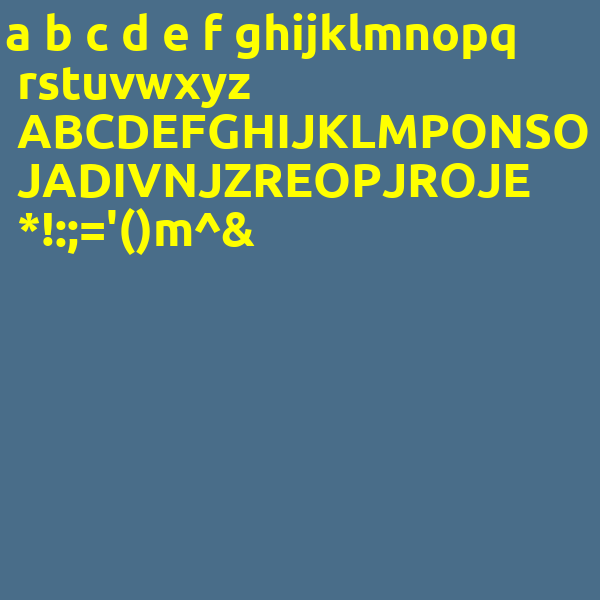 a b c d e f ghijklmnopq
rstuvwxyz
ABCDEFGHIJKLMPONSO
JADIVNJZREOPJROJE
*!:;='()m^&